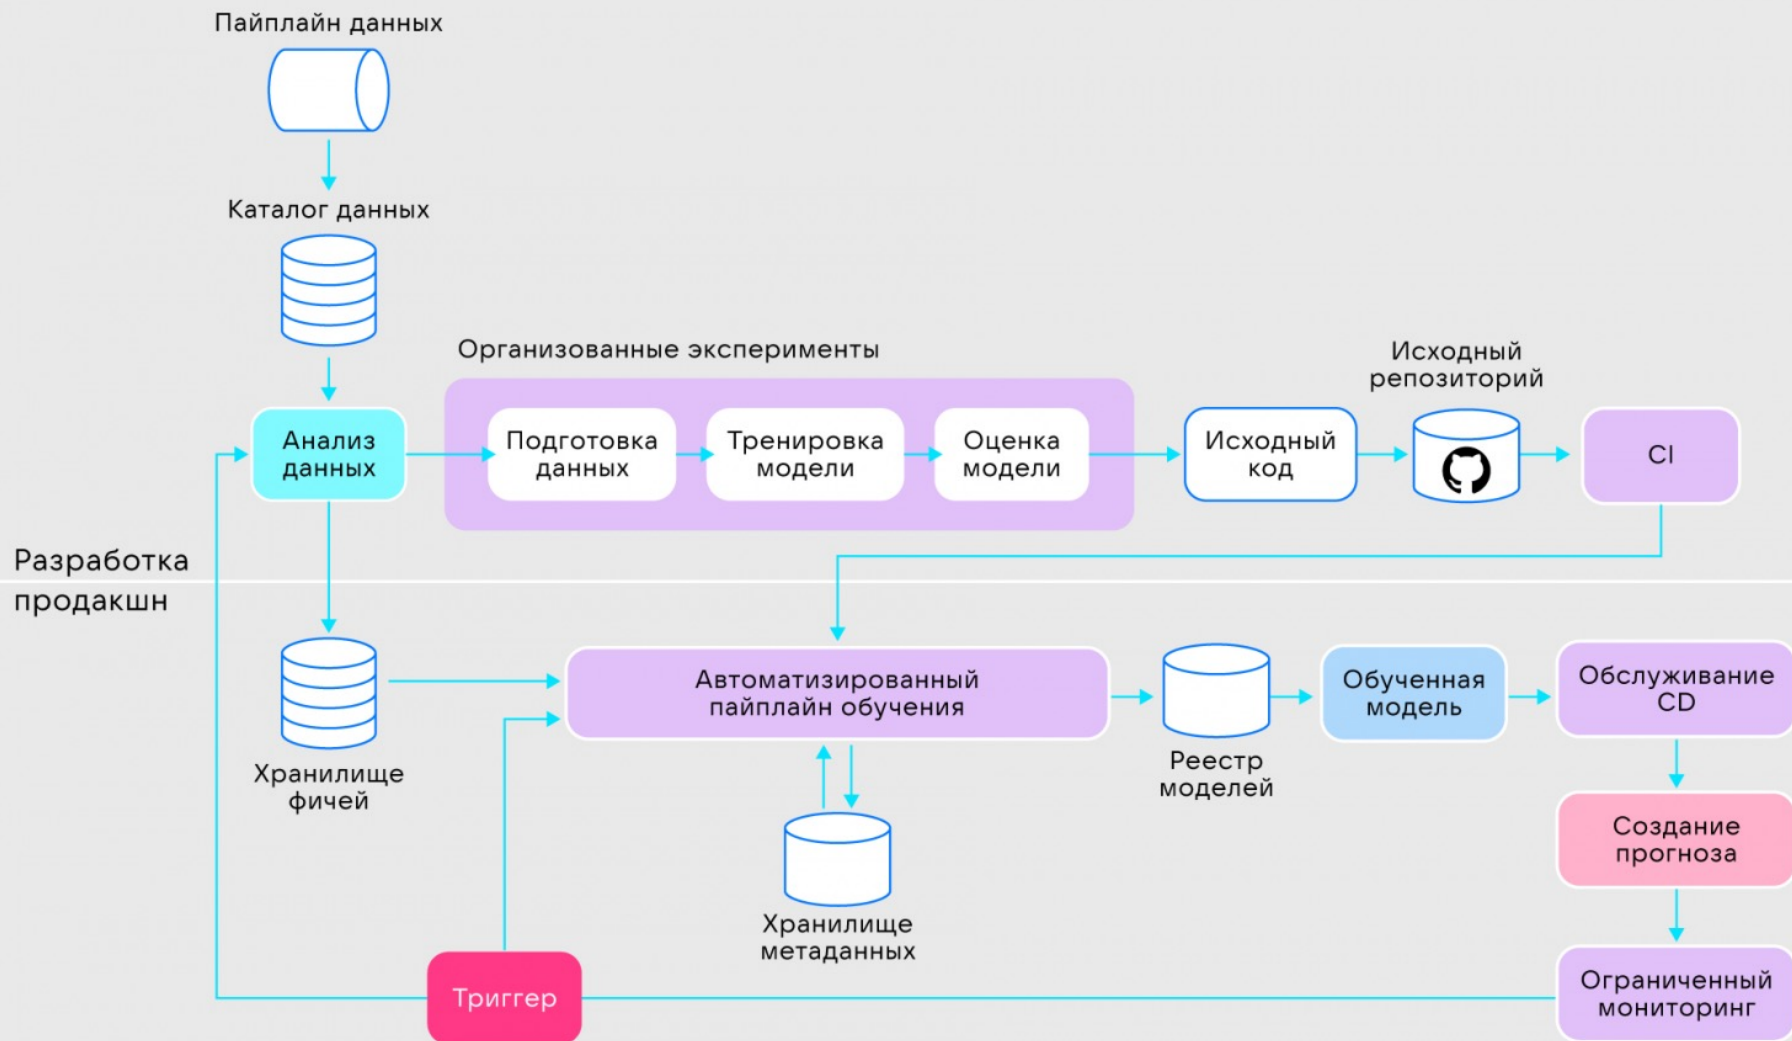 Пайплайн данных
Каталог данных
Организованные эксперименты
Исходный
репозиторий
Анализ
данных
Подготовка
данных
Тренировка
модели
Оценка
модели
Исходный
код
CI
Разработка
продакшн
Хранилище
фичей
Автоматизированный
пайплайн обучения
Реестр
моделей
Обученная
модель
Обслуживание
CD
Создание
прогноза
Хранилище
метаданных
Триггер
Ограниченный
мониторинг